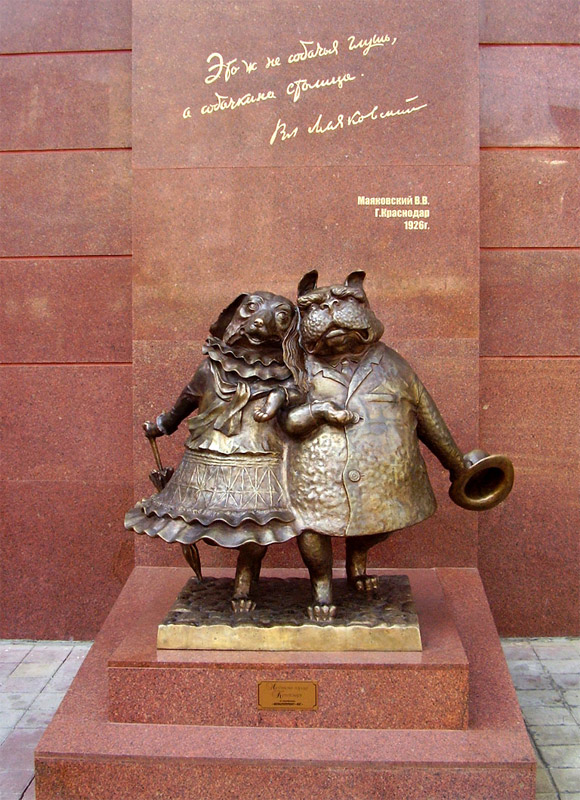 Это ж не собачья глушь,
а собачкина столица.
Вл Маяковский
Маяковский В.В.
Г.Краснодар
1926г.